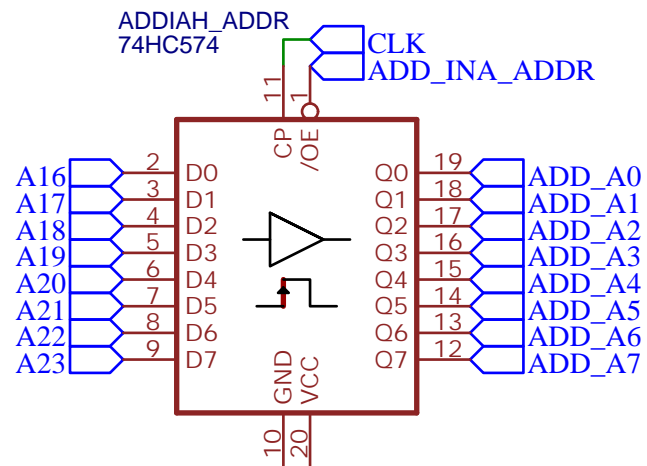 ADDIAH_ADDR
74HC574
CLK
ADD_INA_ADDR
11 1
CP /OE
A16 2 D0 Q0 19 ADD_A0
A17 3 D1 Q1 18 ADD_A1
A18 4 D2 Q2 17 ADD_A2
A19 5 D3 Q3 16 ADD_A3
A20 6 D4 Q4 15 ADD_A4
A21 7 D5 Q5 14 ADD_A5
A22 8 D6 Q6 13 ADD_A6
A23 9 D7 Q7 12 ADD_A7
GND VCC
10 20